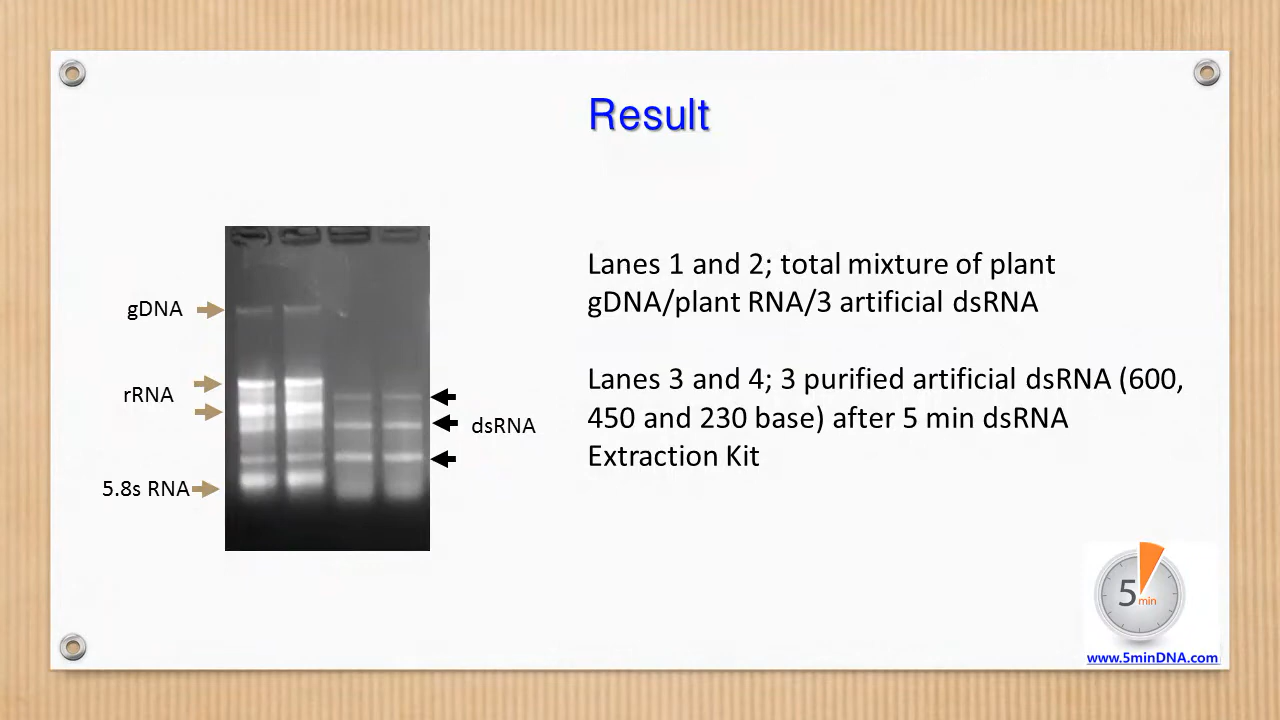 Result
gDNA
rRNA
5.8s RNA
dsRNA
Lanes 1 and 2; total mixture of plant
gDNA/plant RNA/3 artificial dsRNA
Lanes 3 and 4; 3 purified artificial dsRNA (600,
450 and 230 base) after 5 min dsRNA
Extraction Kit
5 min
www.5minDNA.com